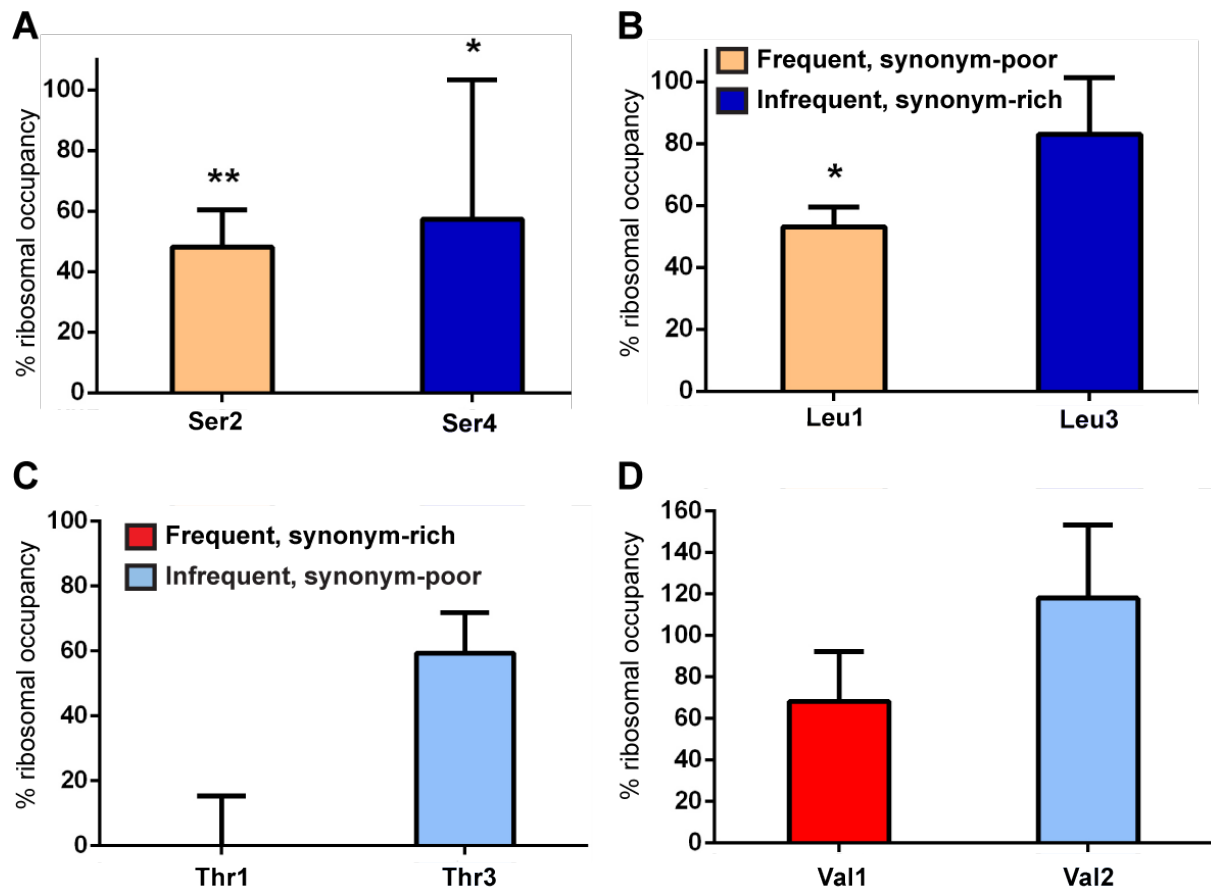 A
% ribosomal occupancy
100
80
60
40
20
0
**
*
Ser2
Ser4
B
% ribosomal occupancy
100
80
60
40
20
0
Frequent, synonym-poor
Infrequent, synonym-rich
*
Leu1
Leu3
C
% ribosomal occupancy
100
80
60
40
20
0
Frequent, synonym-rich
Infrequent, synonym-poor
Thr1
Thr3
D
% ribosomal occupancy
160
140
120
100
80
60
40
20
0
Val1
Val2